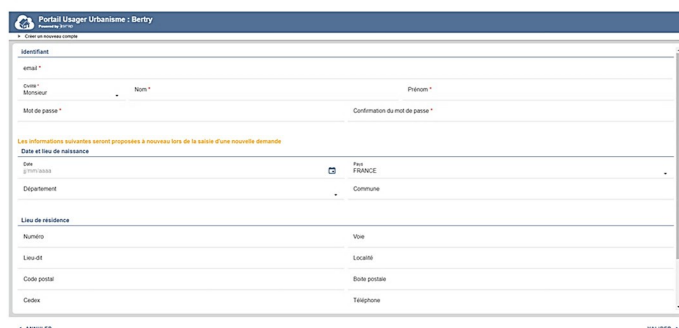 Portail Usager Urbanisme : Bertry
Powered by
Créer un nouveau compte
Identifiant
email *
Civilité *
Monsieur
Nom *
Prénom *
Mot de passe *
Confirmation du mot de passe *
Les informations suivantes seront proposées à nouveau lors de la saisie d'une nouvelle demande
Date et lieu de naissance
Date
jj/mm/aaaa
Pays
FRANCE
Département
Commune
Lieu de résidence
Numéro
Voie
Lieu-dit
Localité
Code postal
Boite postale
Cedex
Téléphone